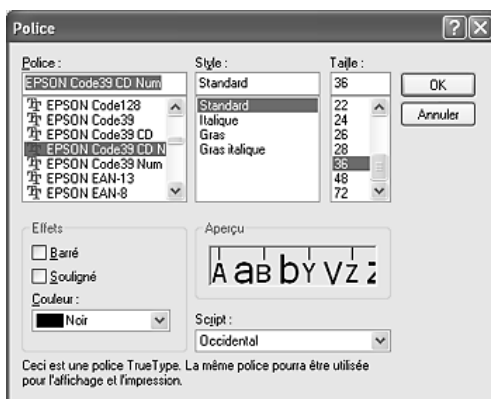 Police
Police :
EPSON Code39 CD Num
EPSON Code128
EPSON Code39
EPSON Code39 CD
EPSON Code39 CD N
EPSON Code39 Num
EPSON EAN-13
EPSON EAN-8
Style :
Standard
Standard
Italique
Gras
Gras italique
Taille :
36
22
24
26
28
36
48
72
OK
Annuler
Effets
Barré
Souligné
Couleur :
Noir
Aperçu
AaBbYyZz
Script :
Occidental
Ceci est une police TrueType. La même police pourra être utilisée
pour l'affichage et l'impression.